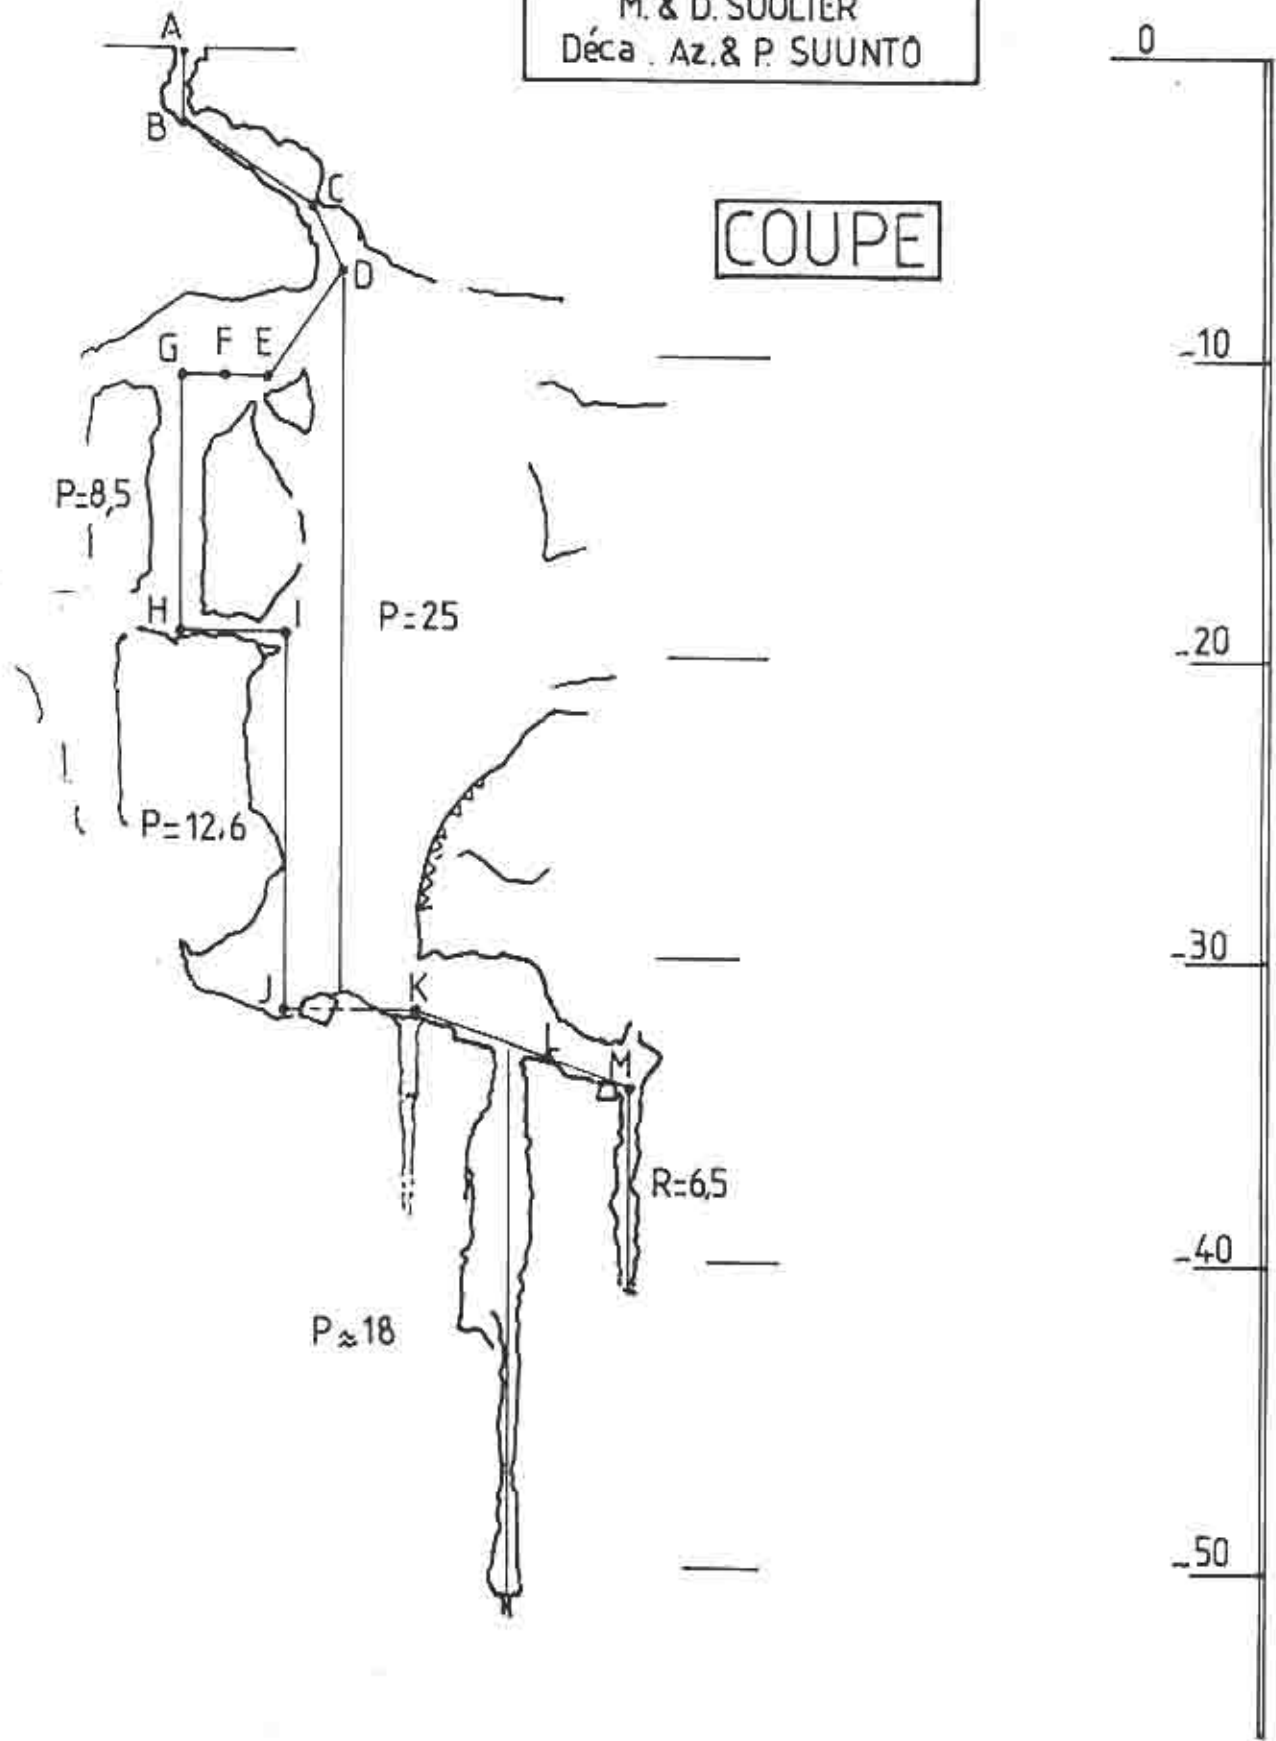 M. & D. SOULIER
Déca. Az.& P. SUUNTO
0
A
B
C
COUPE
D
G F E
-10
P=8,5
H I
P=25
-20
P=12,6
-30
J K
L M
R=6,5
-40
P≈18
-50
N